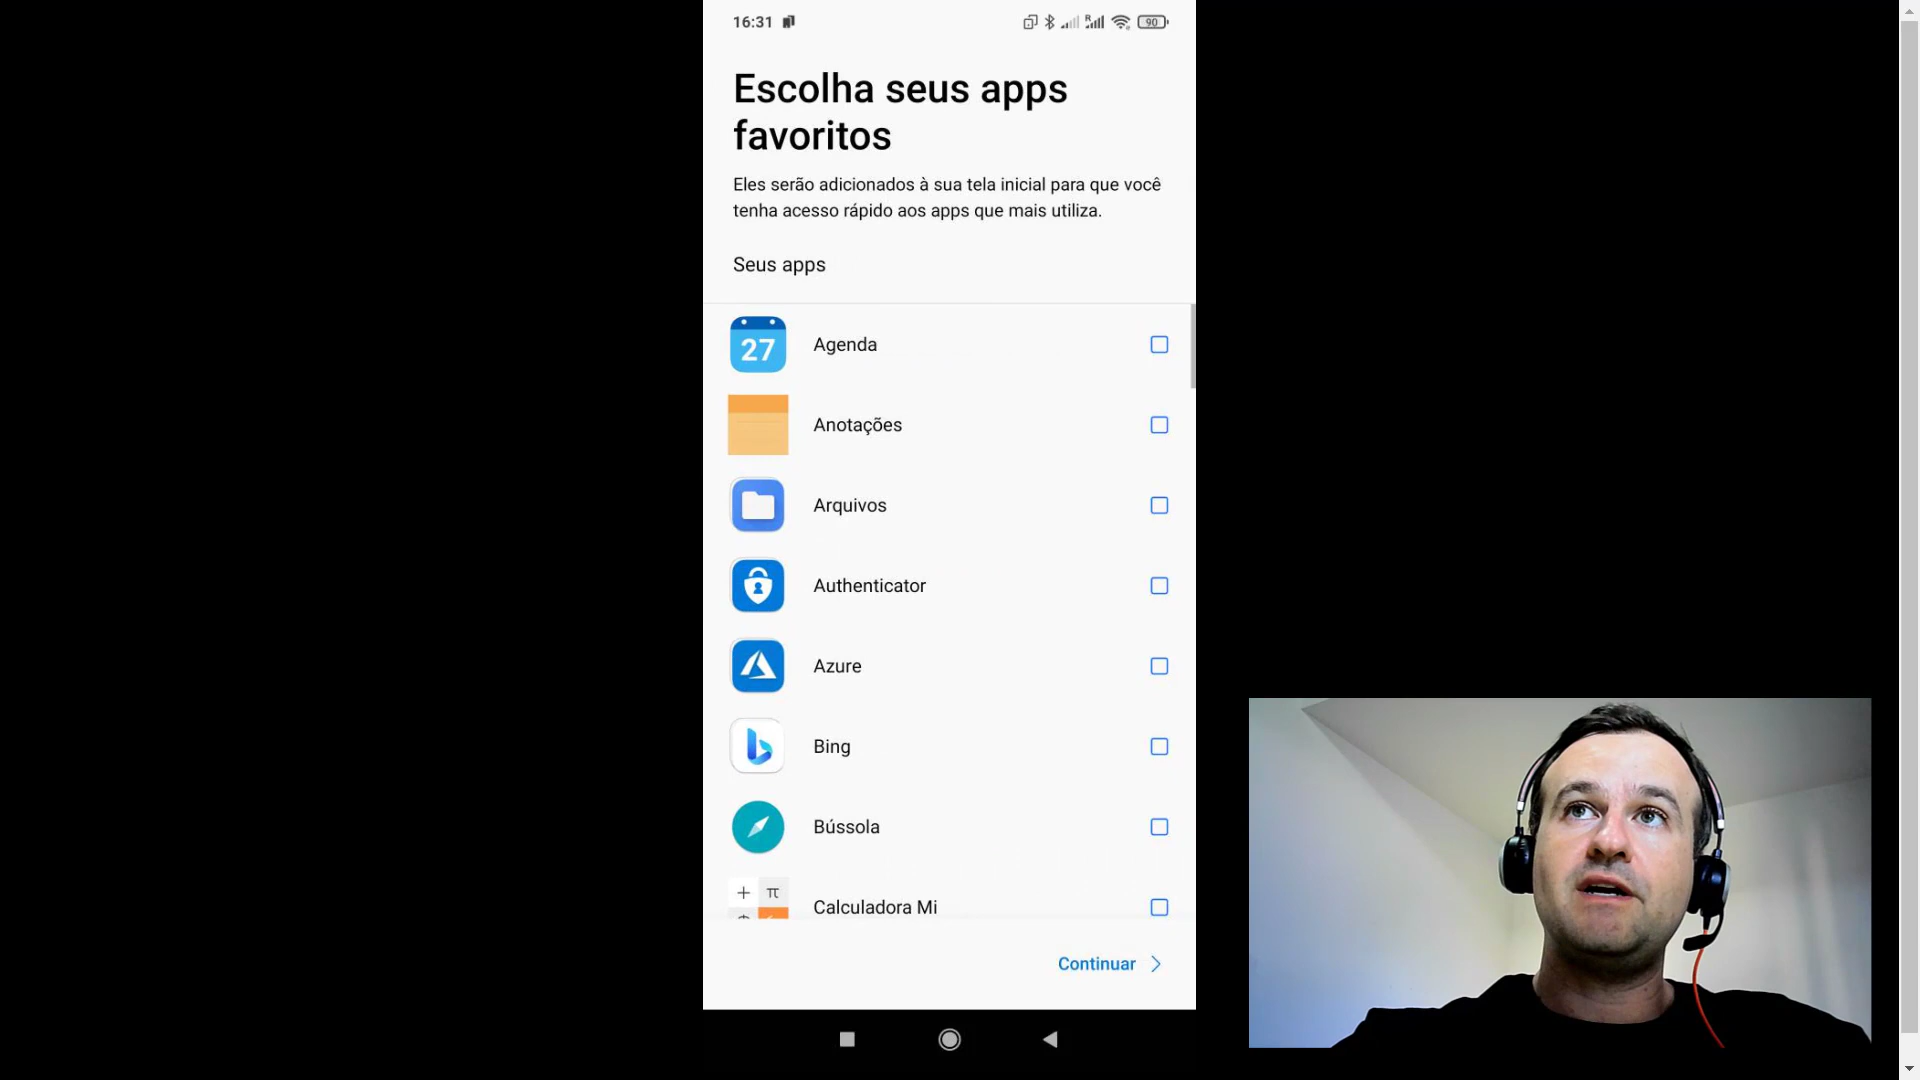 16:31
R
90
Escolha seus apps
favoritos
Eles serão adicionados à sua tela inicial para que você
tenha acesso rápido aos apps que mais utiliza.
Seus apps
27
Agenda
Anotações
Arquivos
Authenticator
Azure
Bing
Bússola
+ π
Calculadora Mi
Continuar